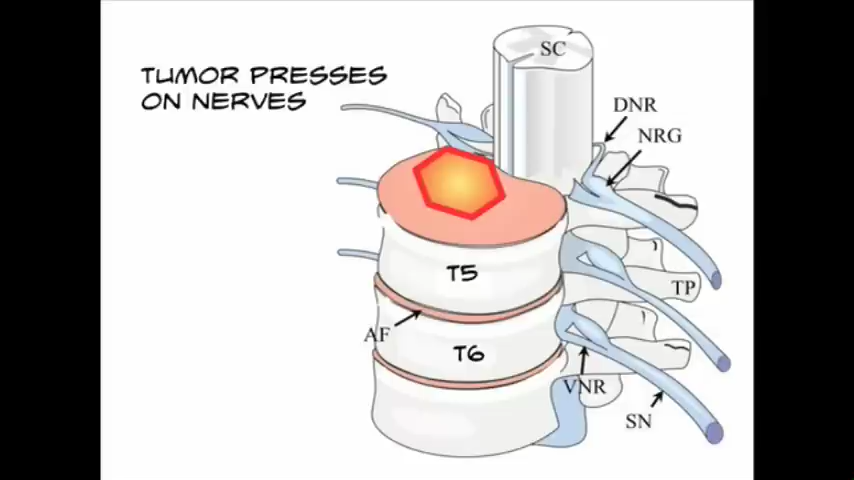 SC
TUMOR PRESSES
ON NERVES
DNR
NRG
T5
TP
AF
T6
VNR
SN